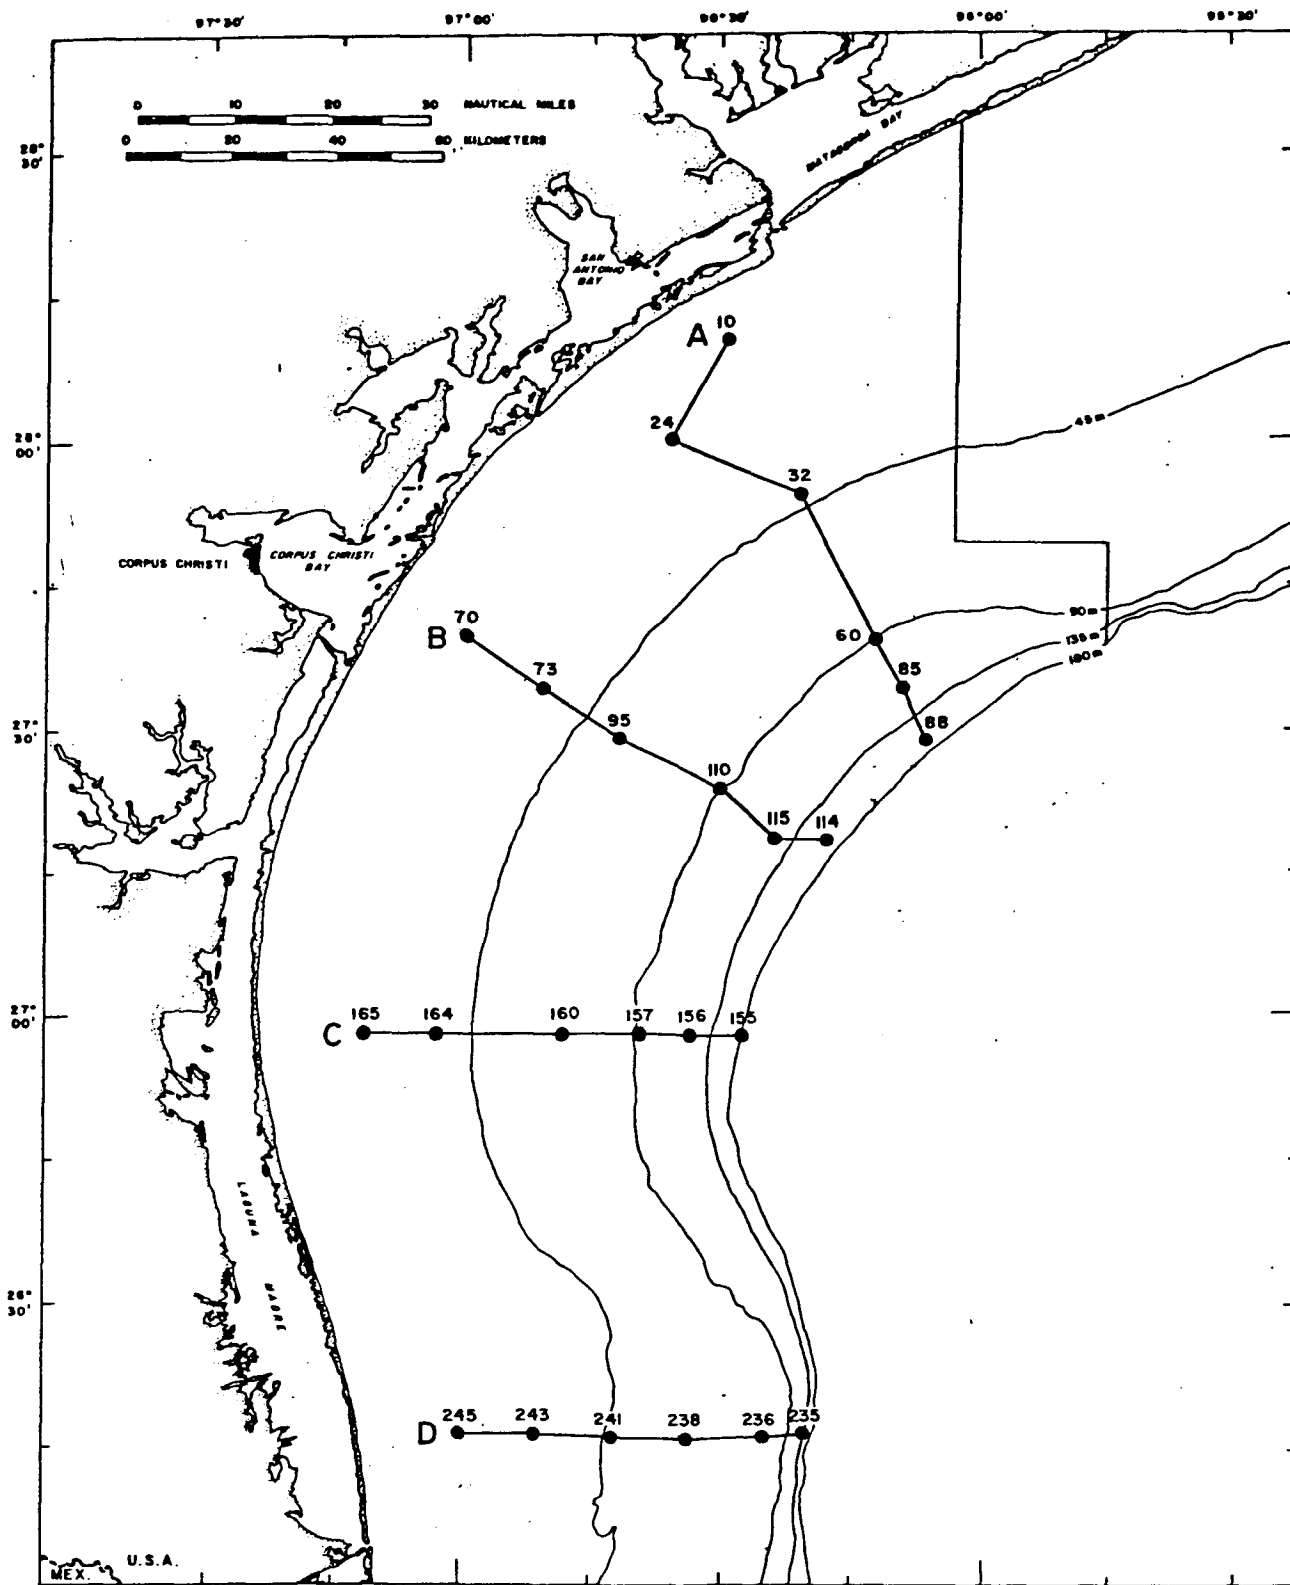 97°30' 97°00' 96°30' 96°00' 95°30'
0 10 20 30 NAUTICAL MILES
0 20 40 60 KILOMETERS
28° 30'
MATAGORDA BAY
SAN ANTONIO BAY
A 10
24
28° 00'
45m
32
CORPUS CHRISTI
CORPUS CHRISTI BAY
90m
B 70
60
135m
180m
73
85
95
88
27° 30'
110
115 114
27° 00'
C 165 164 160 157 156 155
LAGUNA MADRE
26° 30'
D 245 243 241 238 236 235
U.S.A.
MEX.